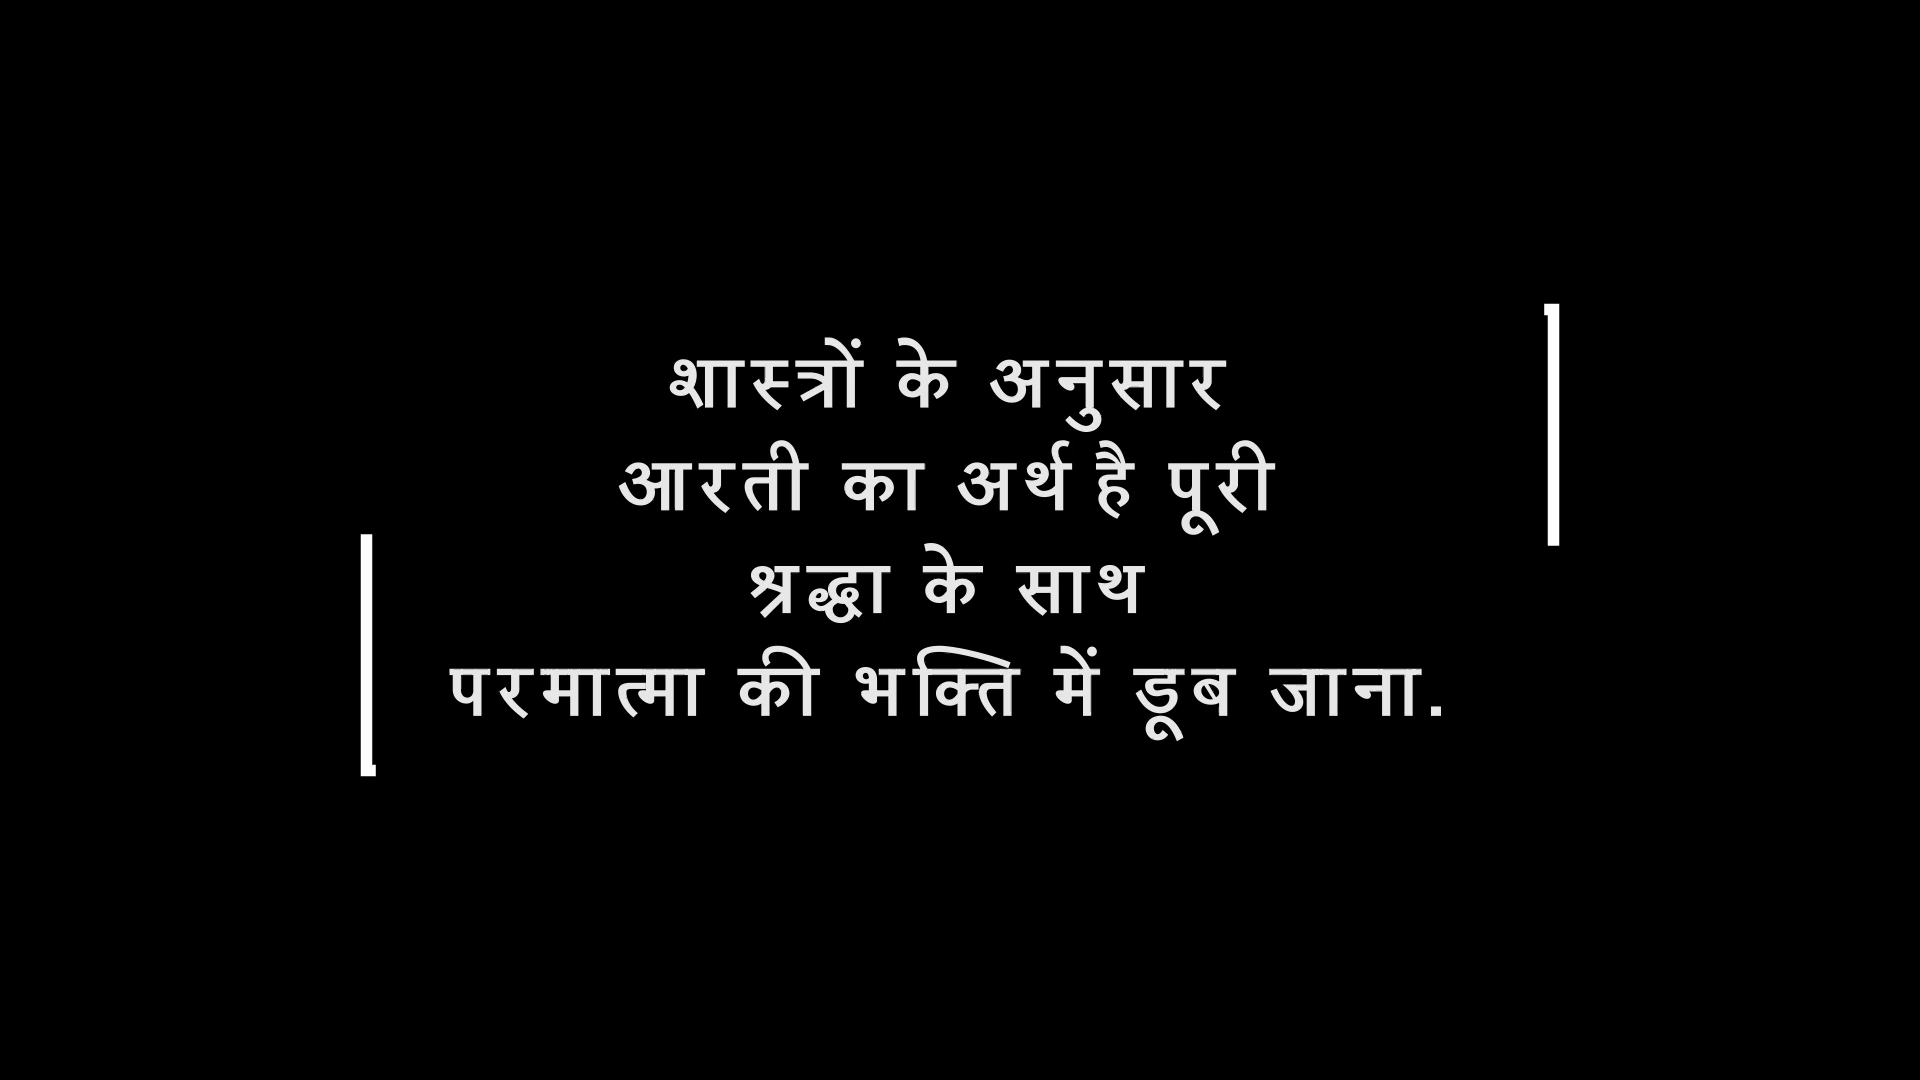 शास्त्रों के अनुसार
आरती का अर्थ है पूरी
श्रद्धा के साथ
परमात्मा की भक्ति में डूब जाना.